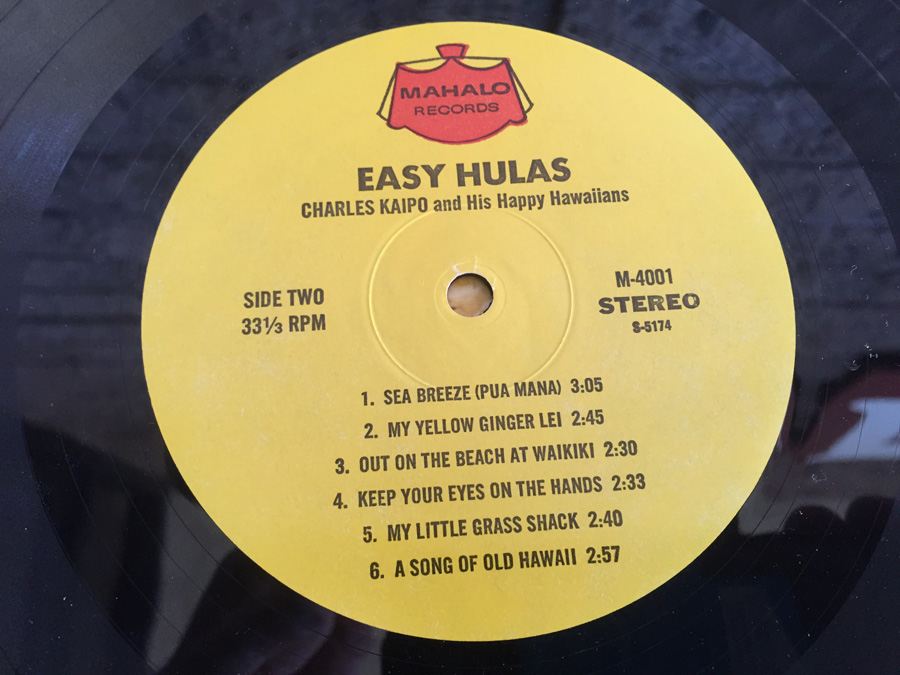 MAHALO
RECORDS
EASY HULAS
CHARLES KAIPO and His Happy Hawaiians
SIDE TWO
33⅓ RPM
M-4001
STEREO
S-5174
1. SEA BREEZE (PUA MANA) 3:05
2. MY YELLOW GINGER LEI 2:45
3. OUT ON THE BEACH AT WAIKIKI 2:30
4. KEEP YOUR EYES ON THE HANDS 2:33
5. MY LITTLE GRASS SHACK 2:40
6. A SONG OF OLD HAWAII 2:57